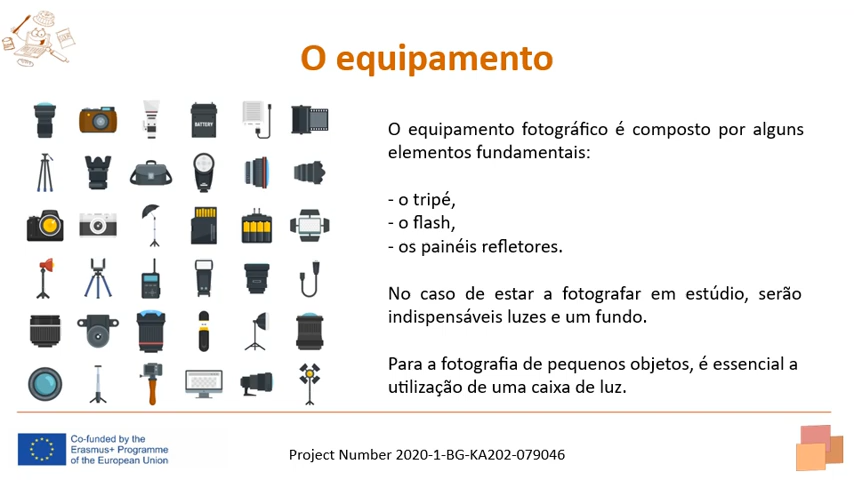 O equipamento
BATTERY
O equipamento fotográfico é composto por alguns
elementos fundamentais:
- o tripé,
- o flash,
- os painéis refletores.
No caso de estar a fotografar em estúdio, serão
indispensáveis luzes e um fundo.
Para a fotografia de pequenos objetos, é essencial a
utilização de uma caixa de luz.
Co-funded by the
Erasmus+ Programme
of the European Union
Project Number 2020-1-BG-KA202-079046